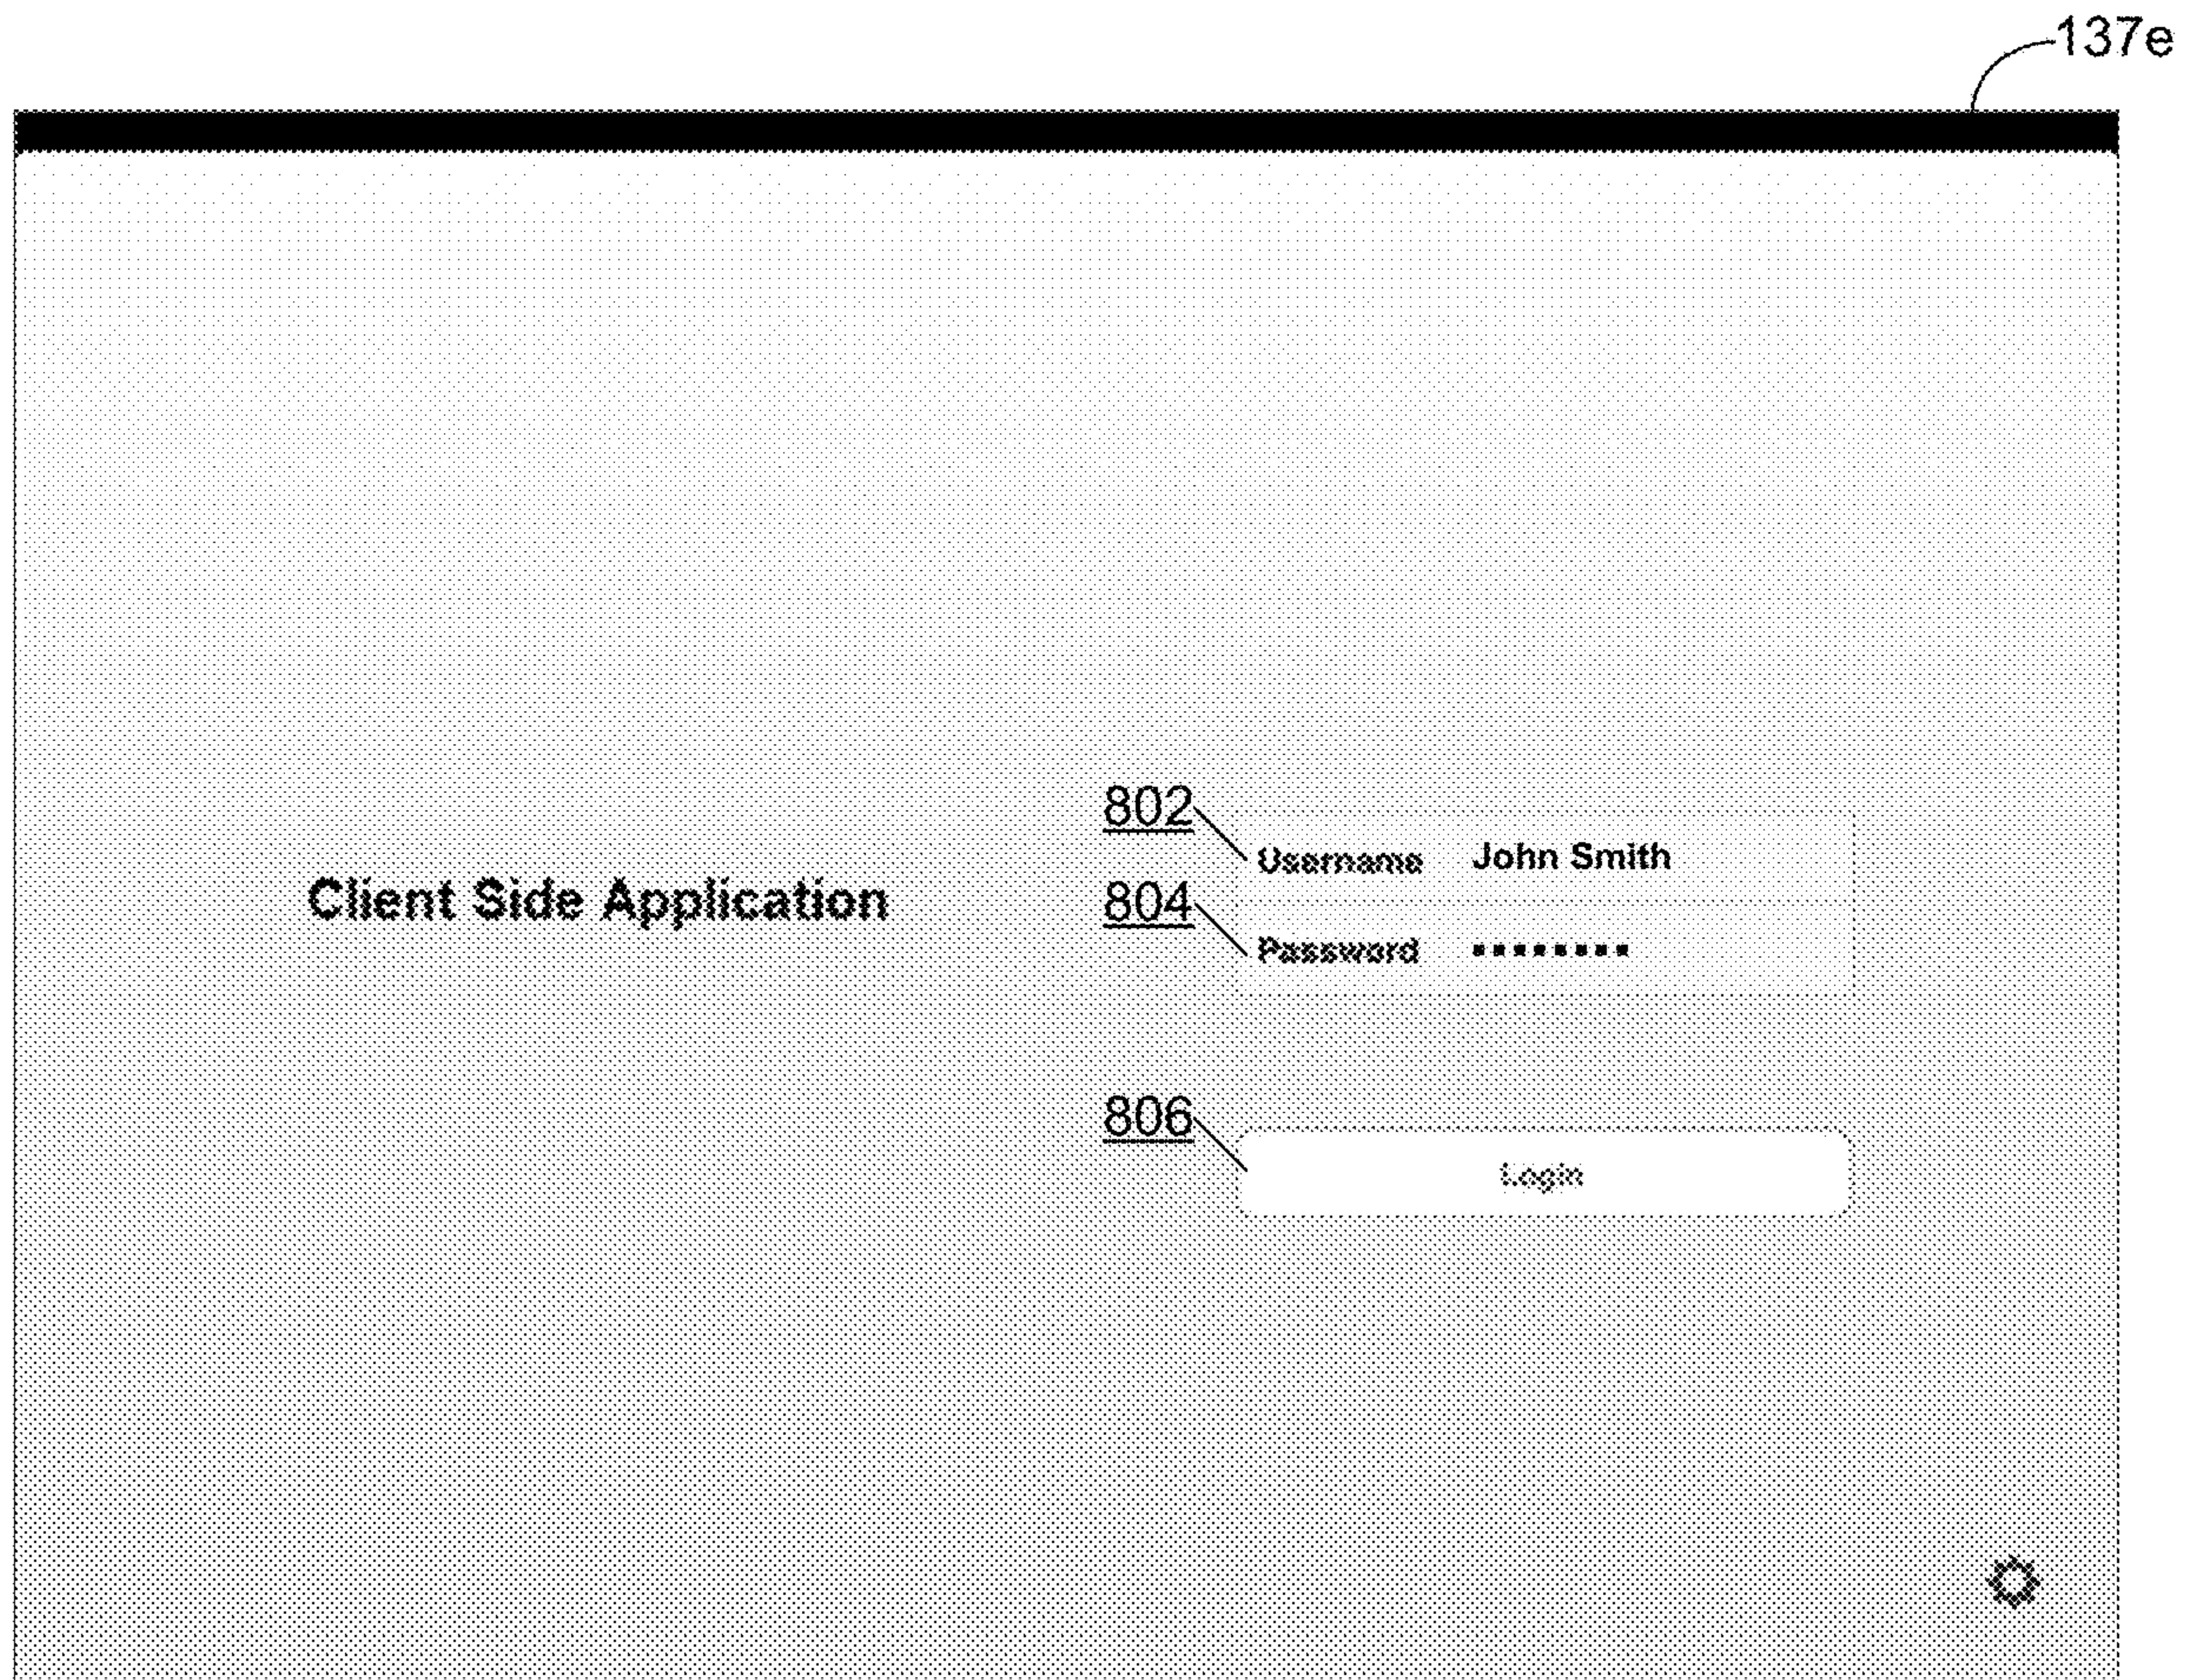 137e
802
Username John Smith
Client Side Application
804
Password ········
806
Login